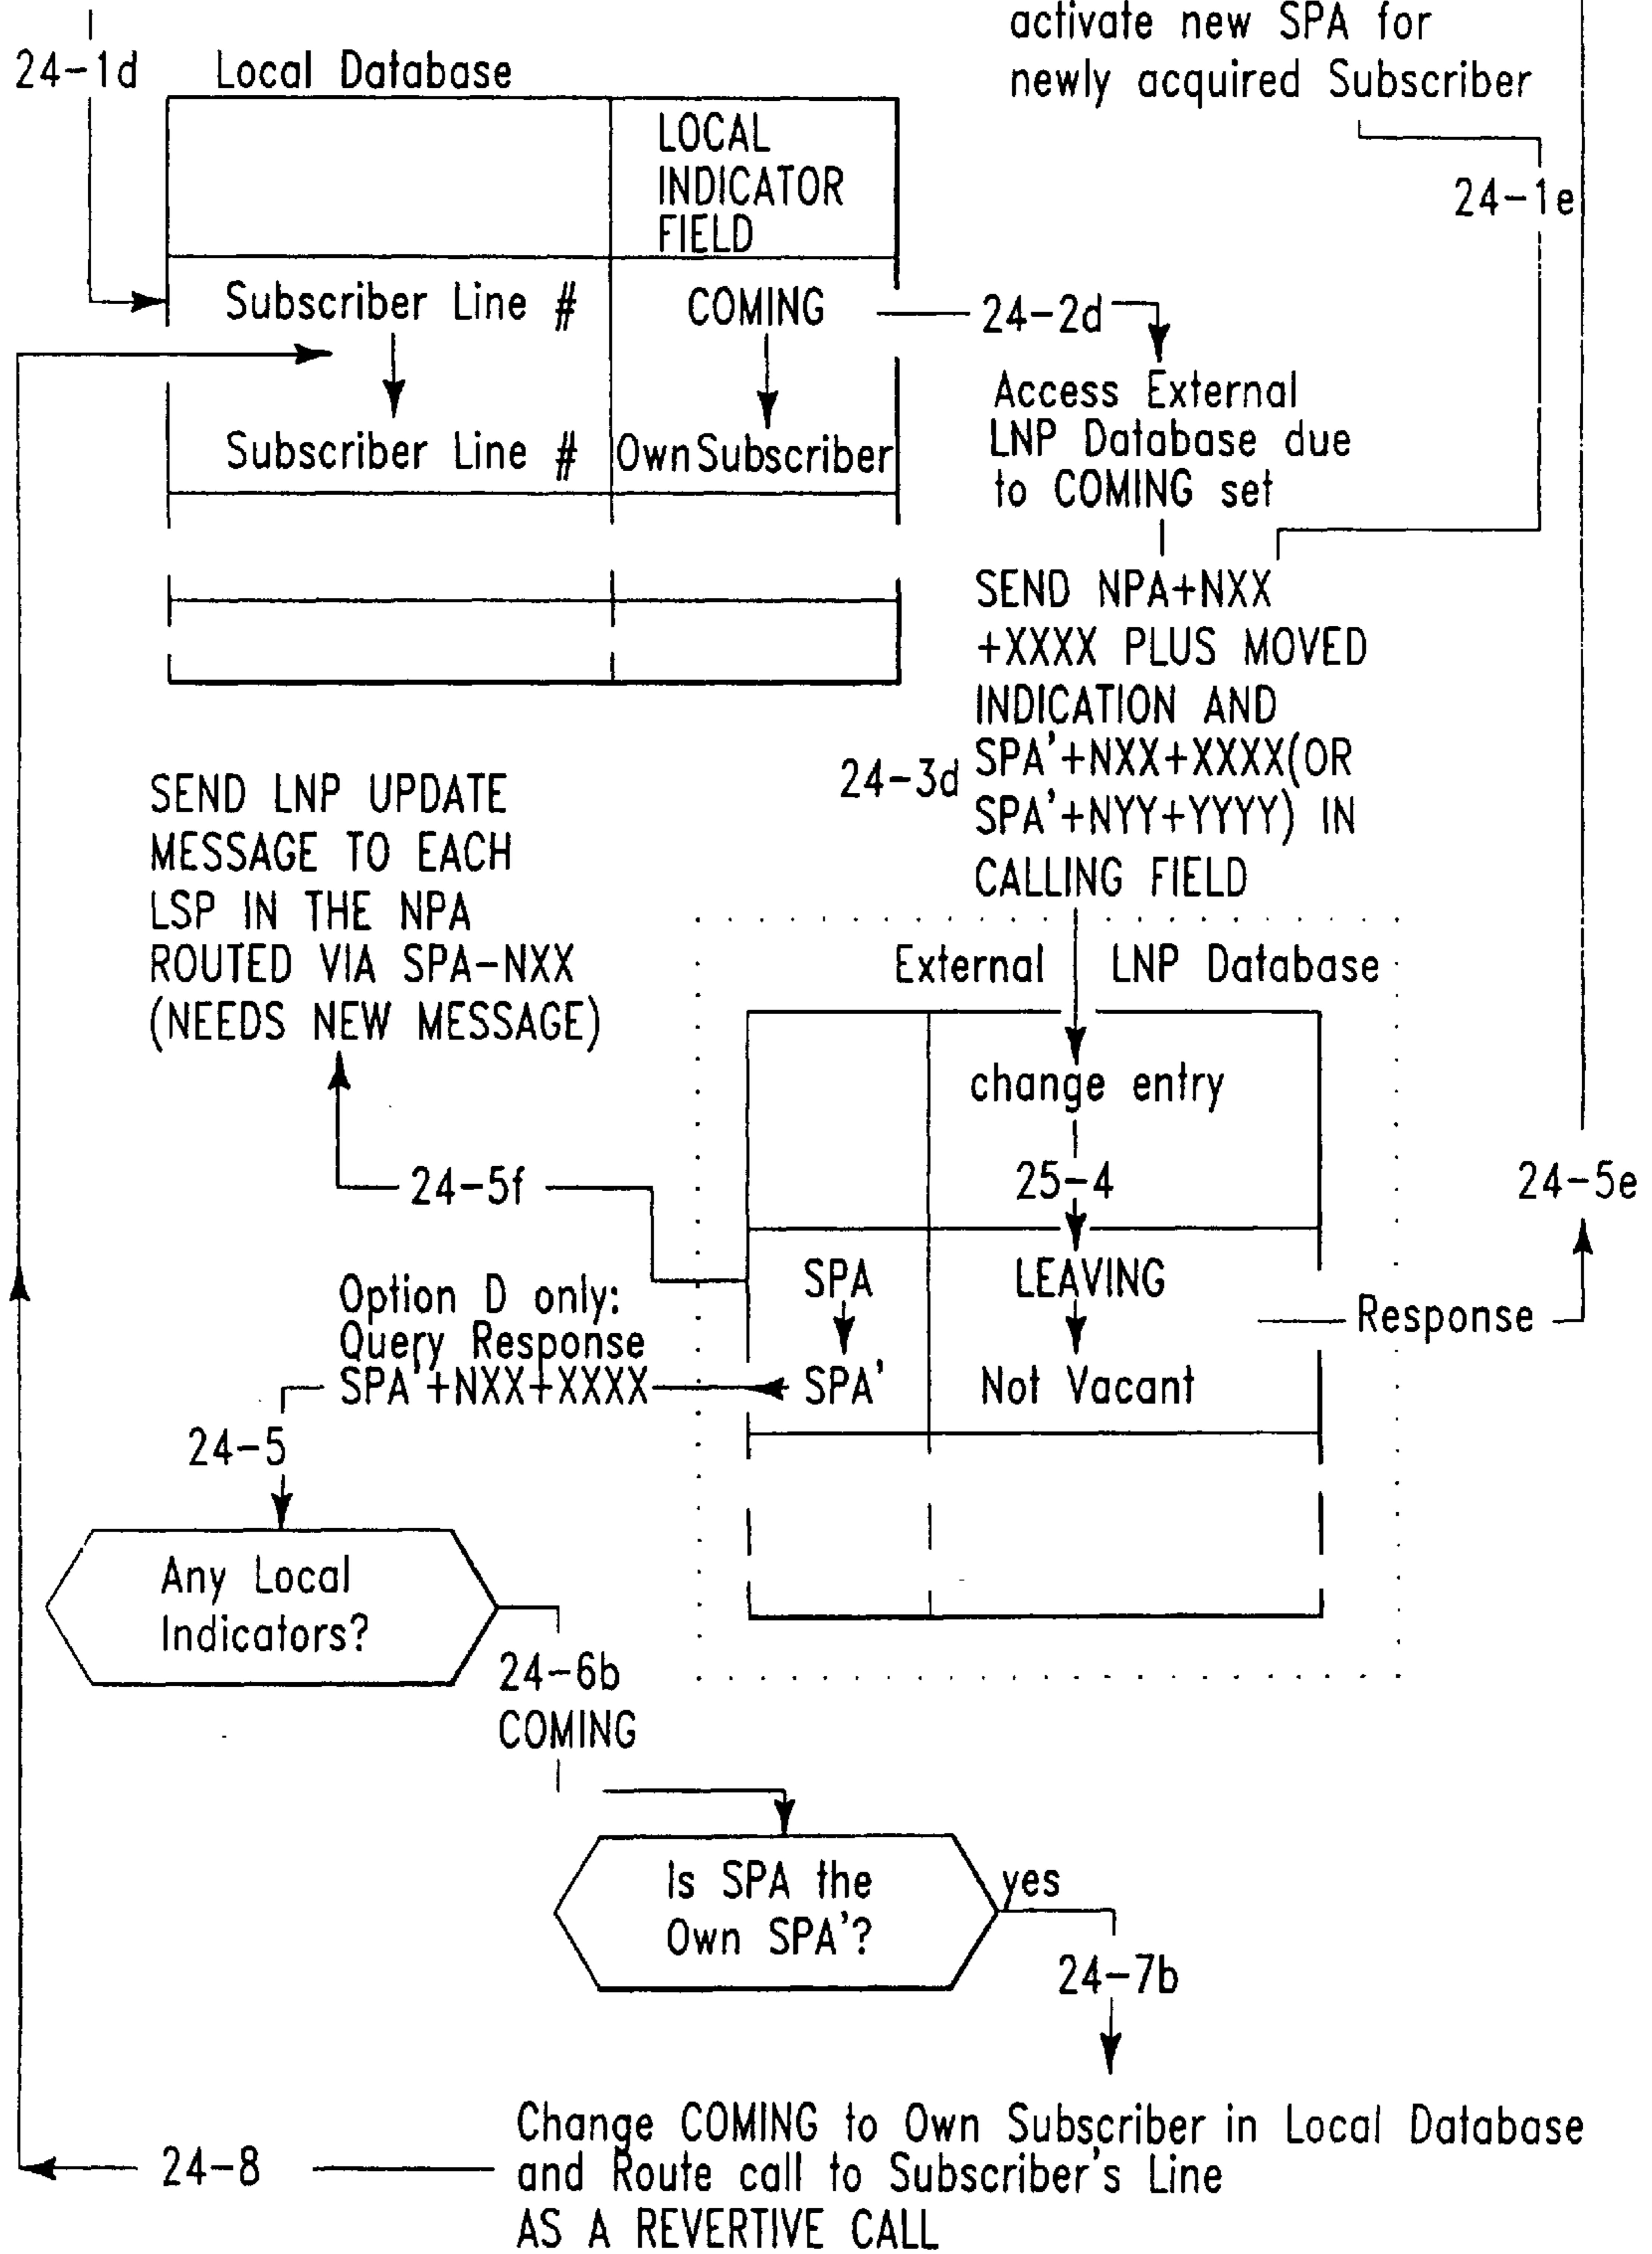 activate new SPA for
newly acquired Subscriber
24-1d
Local Database
LOCAL
INDICATOR
FIELD
24-1e
Subscriber Line #
COMING
24-2d
Subscriber Line #
Own Subscriber
Access External
LNP Database due
to COMING set
SEND NPA+NXX
+XXXX PLUS MOVED
INDICATION AND
SPA'+NXX+XXXX(OR
SPA'+NYY+YYYY) IN
CALLING FIELD
24-3d
SEND LNP UPDATE
MESSAGE TO EACH
LSP IN THE NPA
ROUTED VIA SPA-NXX
(NEEDS NEW MESSAGE)
External LNP Database
change entry
25-4
24-5f
24-5e
SPA
LEAVING
Response
SPA'
Not Vacant
Option D only:
Query Response
SPA'+NXX+XXXX
24-5
Any Local
Indicators?
24-6b
COMING
Is SPA the
Own SPA'?
yes
24-7b
Change COMING to Own Subscriber in Local Database
and Route call to Subscriber's Line
AS A REVERTIVE CALL
24-8